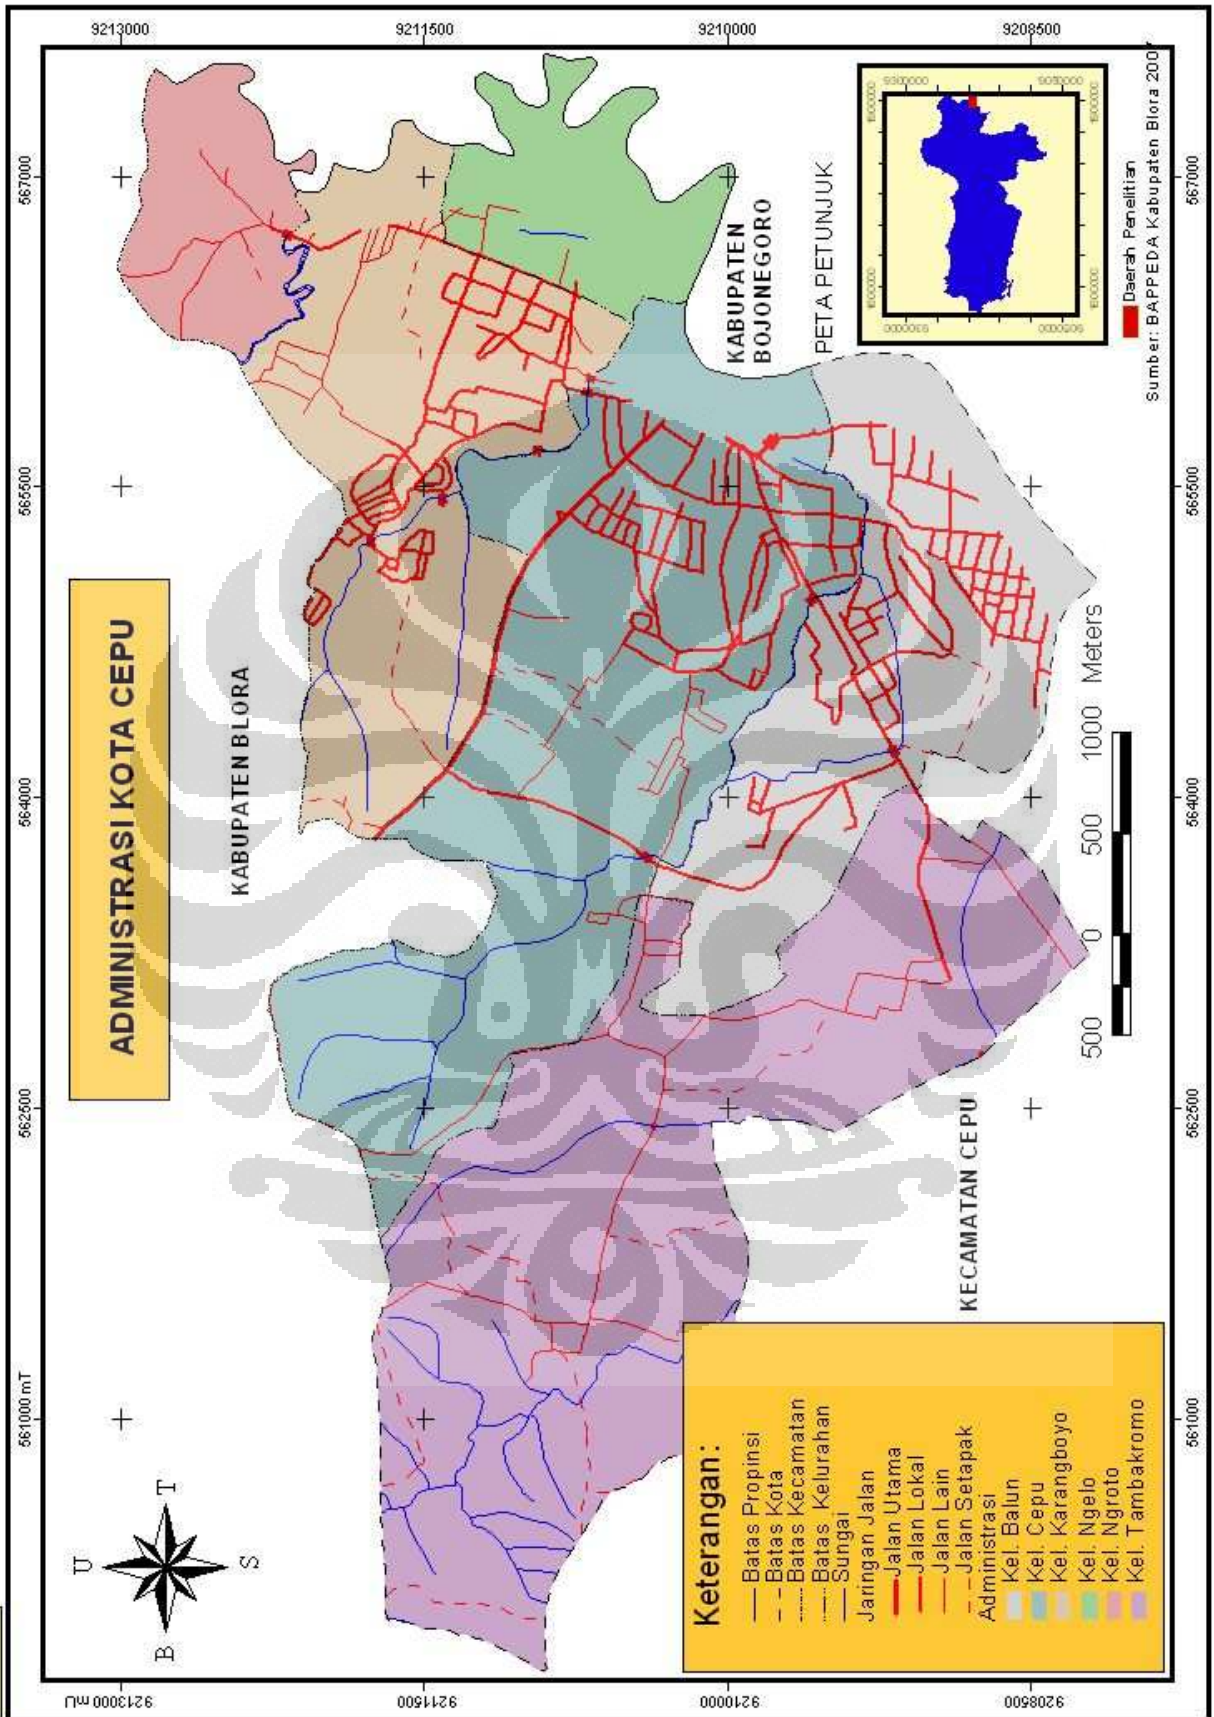 ADMINISTRASI KOTA CEPU
561000 mT
562500
564000
565500
567000
9213000 mU
9211500
9210000
9208500
9213000
9211500
9210000
9208500
561000
562500
564000
565500
567000
U
B
T
S
KABUPATEN BLORA
KABUPATEN
BOJONEGORO
KECAMATAN CEPU
PETA PETUNJUK
Daerah Penelitian
Sumber: BAPPEDA Kabupaten Blora 2007
500 0 500 1000 Meters
Keterangan:
Batas Propinsi
Batas Kota
Batas Kecamatan
Batas Kelurahan
Sungai
Jaringan Jalan
Jalan Utama
Jalan Lokal
Jalan Lain
Jalan Setapak
Administrasi
Kel. Balun
Kel. Cepu
Kel. Karangboyo
Kel. Ngelo
Kel. Ngroto
Kel. Tambakromo